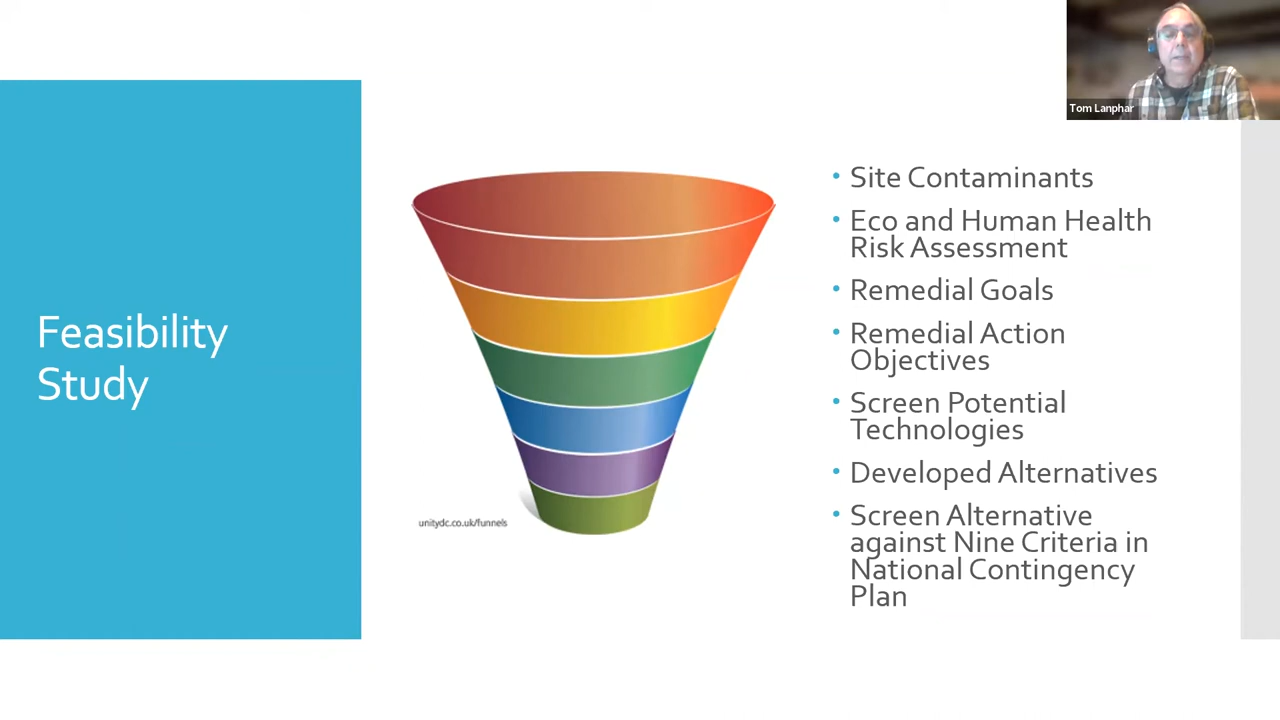 Tom Lanphar
Feasibility
Study
unitydc.co.uk/funnels
• Site Contaminants
• Eco and Human Health
Risk Assessment
• Remedial Goals
• Remedial Action
Objectives
• Screen Potential
Technologies
• Developed Alternatives
• Screen Alternative
against Nine Criteria in
National Contingency
Plan